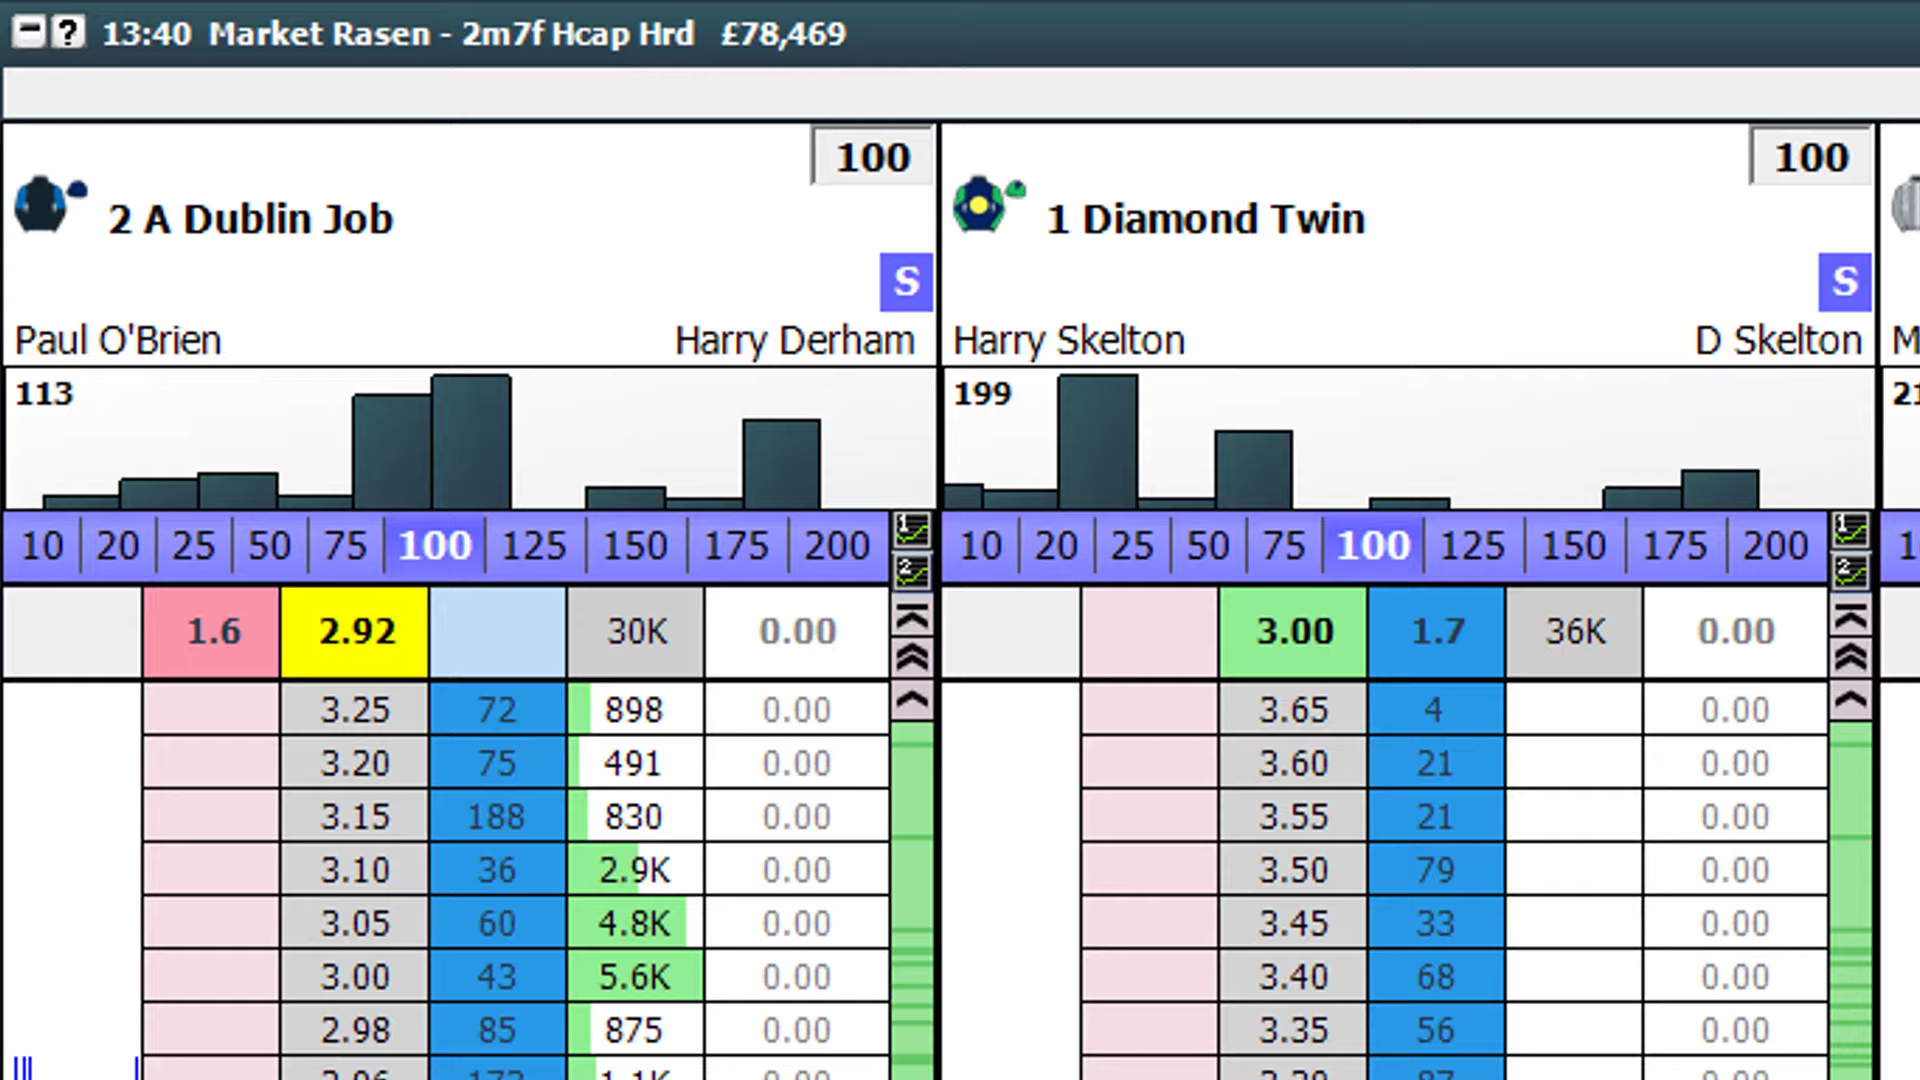 13:40 Market Rasen - 2m7f Hcap Hrd £78,469
100
2 A Dublin Job
S
Paul O'Brien Harry Derham
113
10 20 25 50 75 100 125 150 175 200
1
2
1.6 2.92 30K 0.00
3.25 72 898 0.00
3.20 75 491 0.00
3.15 188 830 0.00
3.10 36 2.9K 0.00
3.05 60 4.8K 0.00
3.00 43 5.6K 0.00
2.98 85 875 0.00
100
1 Diamond Twin
S
Harry Skelton D Skelton
199
10 20 25 50 75 100 125 150 175 200
1
2
3.00 1.7 36K 0.00
3.65 4 0.00
3.60 21 0.00
3.55 21 0.00
3.50 79 0.00
3.45 33 0.00
3.40 68 0.00
3.35 56 0.00